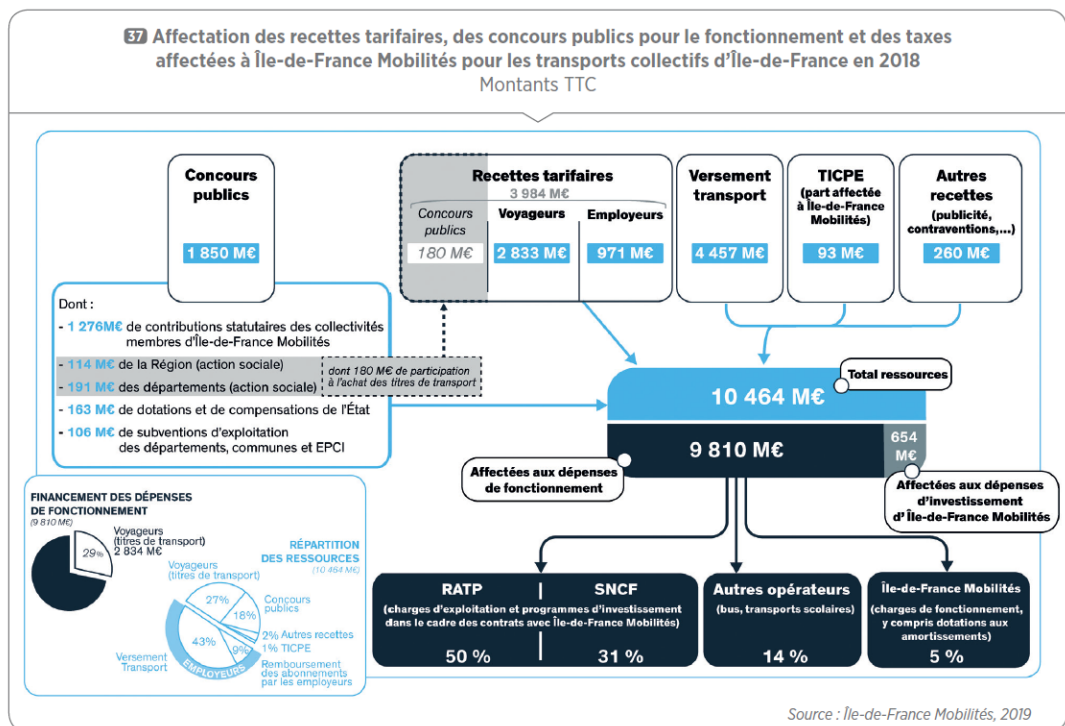 37 Affectation des recettes tarifaires, des concours publics pour le fonctionnement et des taxes
affectées à Île-de-France Mobilités pour les transports collectifs d'Île-de-France en 2018
Montants TTC
Concours
publics
1 850 M€
Recettes tarifaires
3 984 M€
Concours
publics
180 M€
Voyageurs
2 833 M€
Employeurs
971 M€
Versement
transport
4 457 M€
TICPE
(part affectée
à Île-de-France
Mobilités)
93 M€
Autres
recettes
(publicité,
contraventions,...)
260 M€
Dont :
- 1 276M€ de contributions statutaires des collectivités
membres d'Île-de-France Mobilités
- 114 M€ de la Région (action sociale)
- 191 M€ des départements (action sociale)
- 163 M€ de dotations et de compensations de l'État
- 106 M€ de subventions d'exploitation
des départements, communes et EPCI
dont 180 M€ de participation
à l'achat des titres de transport
Total ressources
10 464 M€
9 810 M€
654
M€
Affectées aux dépenses
de fonctionnement
Affectées aux dépenses
d'investissement
d' Île-de-France Mobilités
FINANCEMENT DES DÉPENSES
DE FONCTIONNEMENT
(9 810 M€)
Voyageurs
(titres de transport)
2 834 M€
29%
RÉPARTITION
DES RESSOURCES
(10 464 M€)
Voyageurs
(titres de transport)
27%
Concours
publics
18%
2% Autres recettes
1% TICPE
43%
9%
Versement
Transport
EMPLOYEURS
Remboursement
des abonnements
par les employeurs
RATP
SNCF
(charges d'exploitation et programmes d'investissement
dans le cadre des contrats avec Île-de-France Mobilités)
50 %
31 %
Autres opérateurs
(bus, transports scolaires)
14 %
Île-de-France Mobilités
(charges de fonctionnement,
y compris dotations aux
amortissements)
5 %
Source : Île-de-France Mobilités, 2019